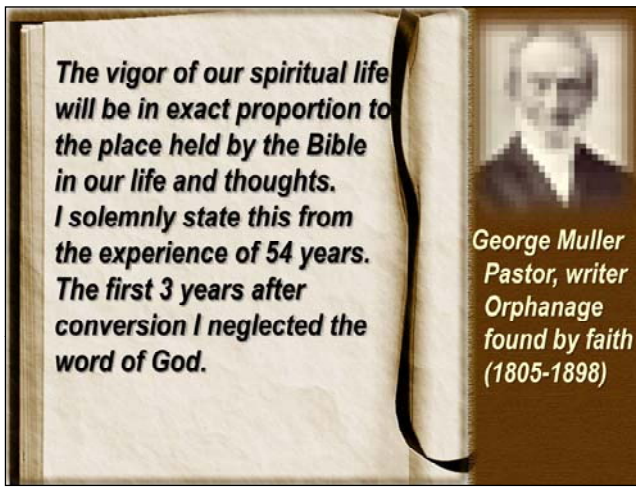 The vigor of our spiritual life
will be in exact proportion to
the place held by the Bible
in our life and thoughts.
I solemnly state this from
the experience of 54 years.
The first 3 years after
conversion I neglected the
word of God.
George Muller
Pastor, writer
Orphanage
found by faith
(1805-1898)